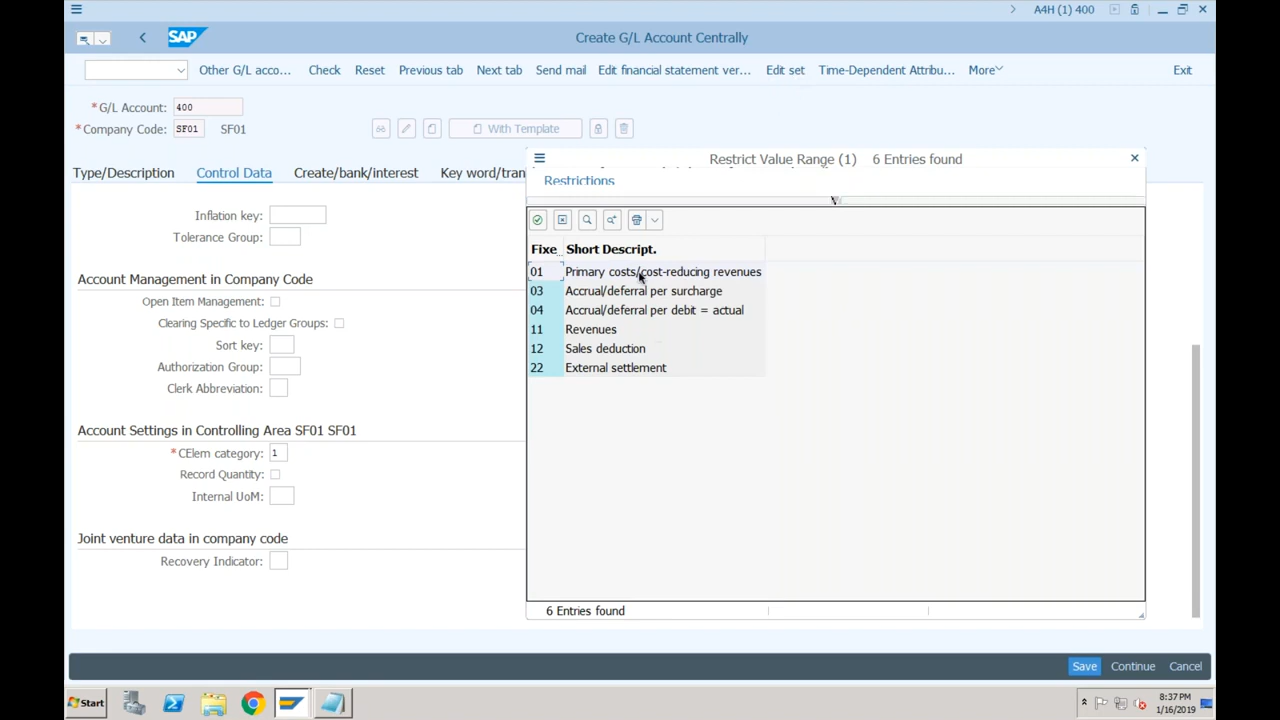 A4H (1) 400
SAP
Create G/L Account Centrally
Other G/L acco... Check Reset Previous tab Next tab Send mail Edit financial statement ver... Edit set Time-Dependent Attribu... More Exit
* G/L Account: 400
* Company Code: SF01 SF01
With Template
Type/Description Control Data Create/bank/interest Key word/tran
Inflation key:
Tolerance Group:
Account Management in Company Code
Open Item Management:
Clearing Specific to Ledger Groups:
Sort key:
Authorization Group:
Clerk Abbreviation:
Account Settings in Controlling Area SF01 SF01
* CElem category: 1
Record Quantity:
Internal UoM:
Joint venture data in company code
Recovery Indicator:
Restrict Value Range (1) 6 Entries found
Restrictions
Fixe.. Short Descript.
01 Primary costs/cost-reducing revenues
03 Accrual/deferral per surcharge
04 Accrual/deferral per debit = actual
11 Revenues
12 Sales deduction
22 External settlement
6 Entries found
Save Continue Cancel
Start
8:37 PM
1/16/2019